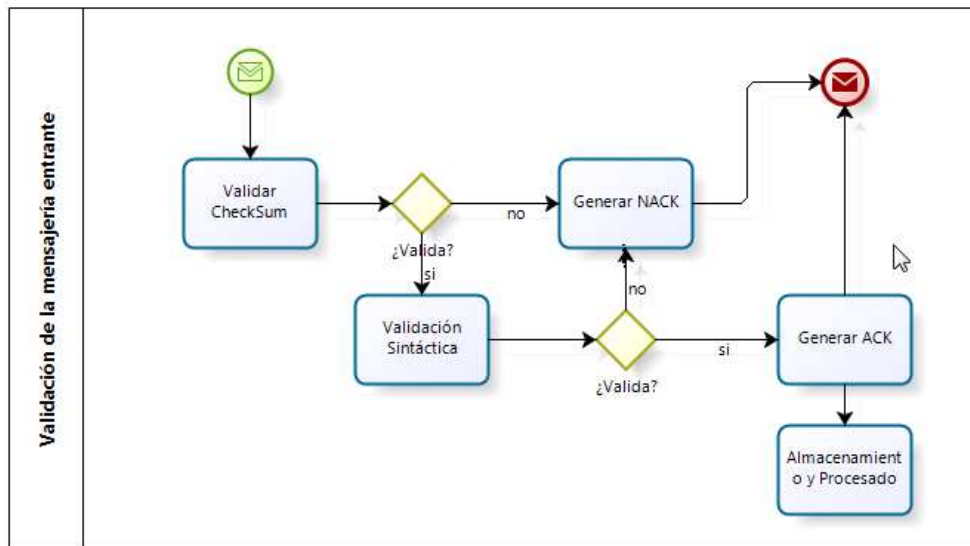 Validación de la mensajería entrante
Validar
CheckSum
¿Valida?
no
si
Generar NACK
Validación
Sintáctica
¿Valida?
no
si
Generar ACK
Almacenamient
o y Procesado